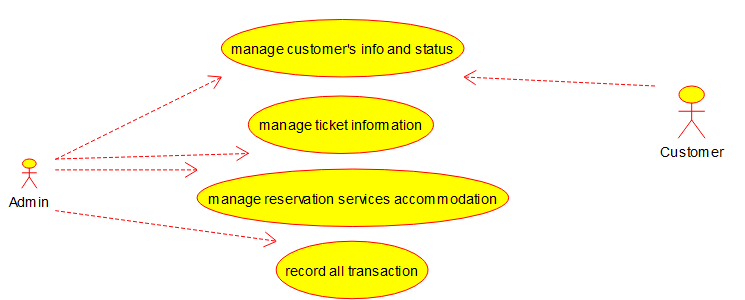 manage customer's info and status
manage ticket information
Customer
manage reservation services accommodation
Admin
record all transaction